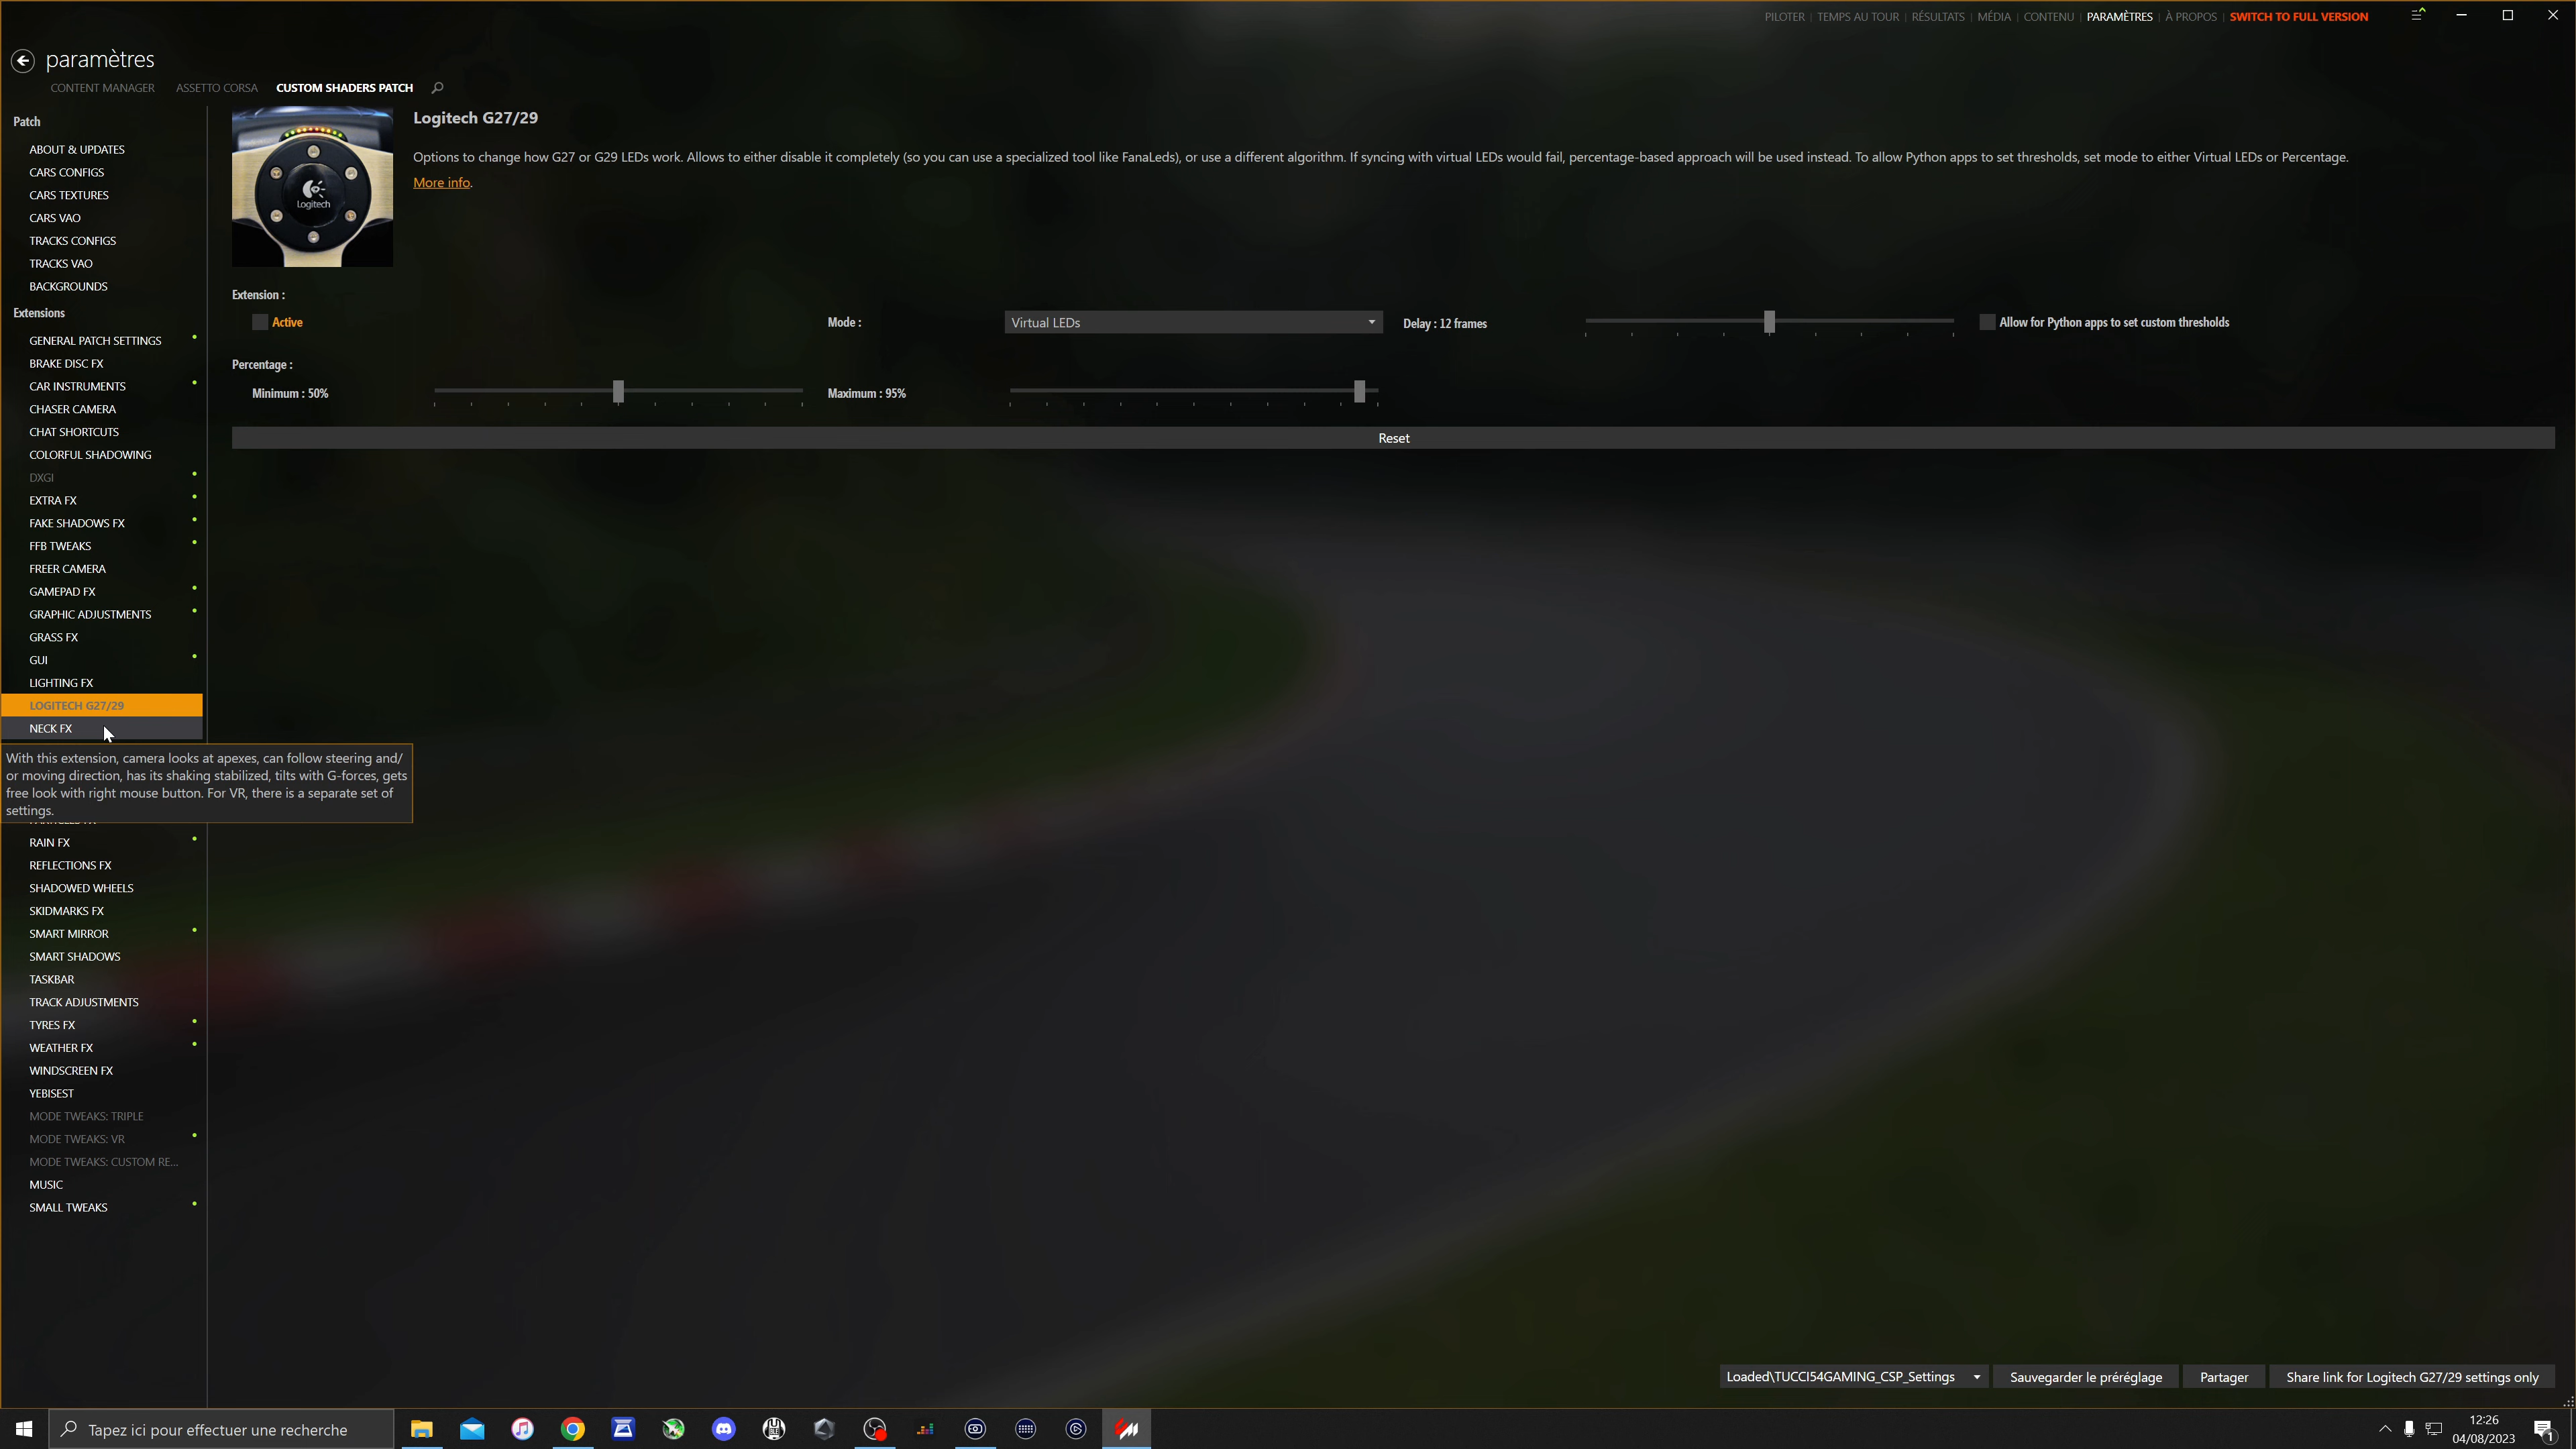 PILOTER TEMPS AU TOUR RÉSULTATS MÉDIA CONTENU PARAMÈTRES À PROPOS SWITCH TO FULL VERSION
paramètres
CONTENT MANAGER ASSETTO CORSA CUSTOM SHADERS PATCH
Patch
ABOUT & UPDATES
CARS CONFIGS
CARS TEXTURES
CARS VAO
TRACKS CONFIGS
TRACKS VAO
BACKGROUNDS
Extensions
GENERAL PATCH SETTINGS
BRAKE DISC FX
CAR INSTRUMENTS
CHASER CAMERA
CHAT SHORTCUTS
COLORFUL SHADOWING
DXGI
EXTRA FX
FAKE SHADOWS FX
FFB TWEAKS
FREER CAMERA
GAMEPAD FX
GRAPHIC ADJUSTMENTS
GRASS FX
GUI
LIGHTING FX
LOGITECH G27/29
NECK FX
With this extension, camera looks at apexes, can follow steering and/
or moving direction, has its shaking stabilized, tilts with G-forces, gets
free look with right mouse button. For VR, there is a separate set of
settings.
RAIN FX
REFLECTIONS FX
SHADOWED WHEELS
SKIDMARKS FX
SMART MIRROR
SMART SHADOWS
TASKBAR
TRACK ADJUSTMENTS
TYRES FX
WEATHER FX
WINDSCREEN FX
YEBISEST
MODE TWEAKS: TRIPLE
MODE TWEAKS: VR
MODE TWEAKS: CUSTOM RE...
MUSIC
SMALL TWEAKS
Logitech
Logitech G27/29
Options to change how G27 or G29 LEDs work. Allows to either disable it completely (so you can use a specialized tool like FanaLeds), or use a different algorithm. If syncing with virtual LEDs would fail, percentage-based approach will be used instead. To allow Python apps to set thresholds, set mode to either Virtual LEDs or Percentage.
More info.
Extension :
Active Mode : Virtual LEDs Delay : 12 frames Allow for Python apps to set custom thresholds
Percentage :
Minimum : 50% Maximum : 95%
Reset
Loaded\TUCCI54GAMING_CSP_Settings Sauvegarder le préréglage Partager Share link for Logitech G27/29 settings only
Tapez ici pour effectuer une recherche
12:26
04/08/2023
1